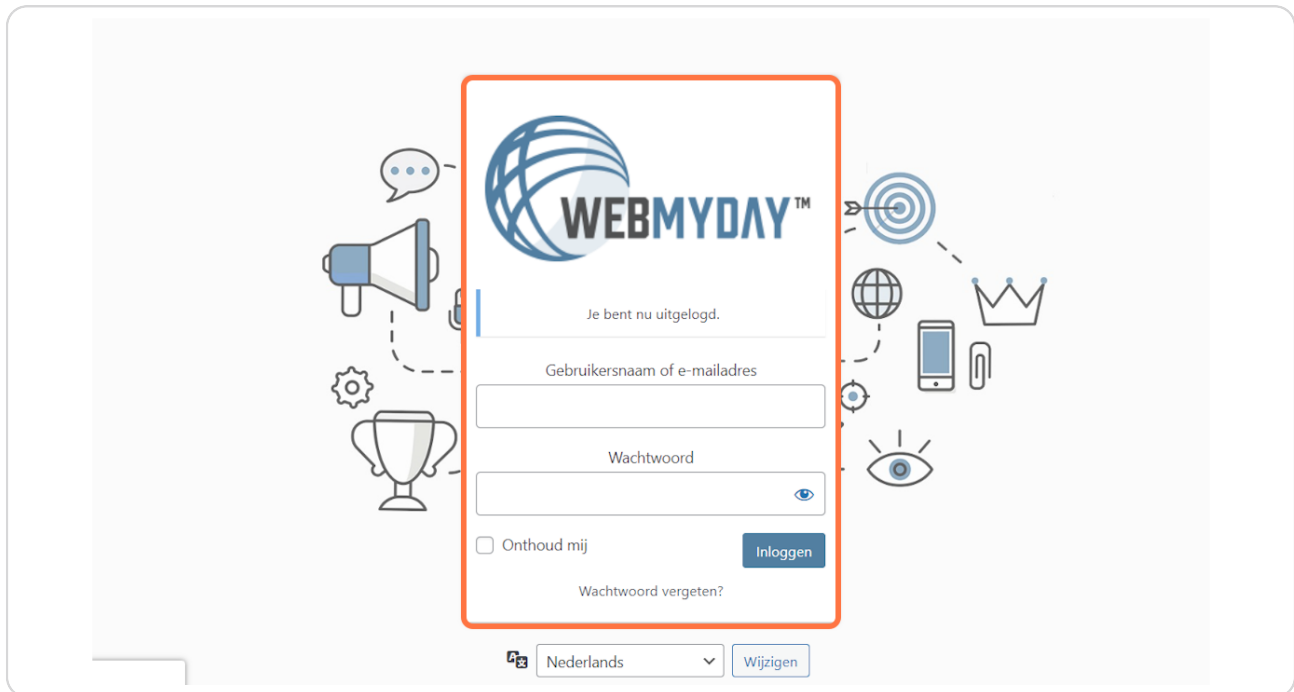 WEBMYDAY™
Je bent nu uitgelogd.
Gebruikersnaam of e-mailadres
Wachtwoord
Onthoud mij
Inloggen
Wachtwoord vergeten?
Nederlands
Wijzigen